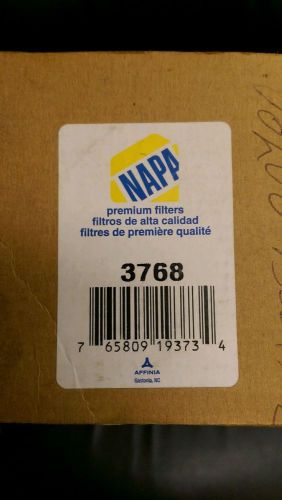 NAPA
premium filters
filtros de alta calidad
filtres de première qualité
3768
7 65809 19373 4
AFFINIA
Gastonia, NC